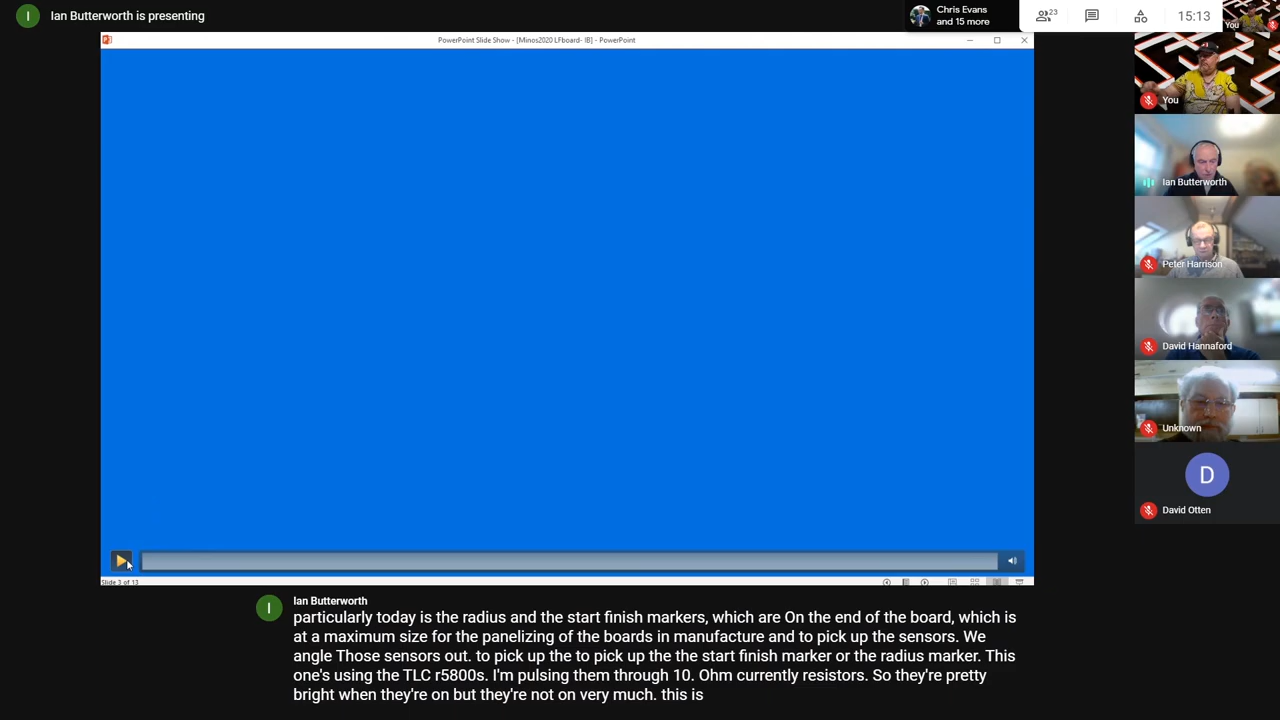 I
Ian Butterworth is presenting
Chris Evans
and 15 more
23
15:13
You
PowerPoint Slide Show - [Minos2020 LFboard- IB] - PowerPoint
You
Ian Butterworth
Peter Harrison
David Hannaford
Unknown
D
David Otten
Slide 3 of 13
I
Ian Butterworth
particularly today is the radius and the start finish markers, which are On the end of the board, which is
at a maximum size for the panelizing of the boards in manufacture and to pick up the sensors. We
angle Those sensors out. to pick up the to pick up the the start finish marker or the radius marker. This
one's using the TLC r5800s. I'm pulsing them through 10. Ohm currently resistors. So they're pretty
bright when they're on but they're not on very much. this is